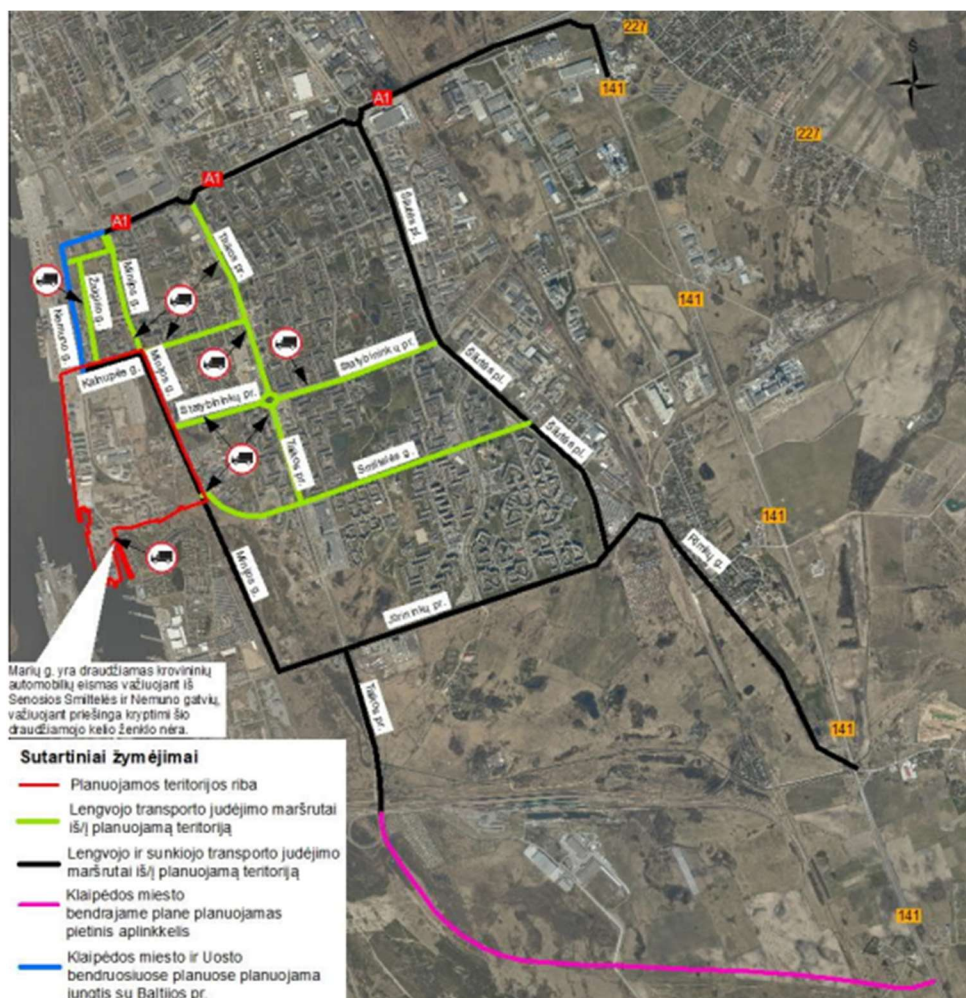 227
Š
A1
141
227
A1
A1
Šilutės pl.
Taikos pr.
Minijos g.
Žauginio g.
Nemuno g.
141
Statybininkų pr.
Šilutės pl.
Kalnupės g.
Minijos g.
Statybininkų pr.
Šilutės pl.
Taikos pr.
Smiltelės g.
141
Rimkų g.
Minijos g.
Jūrininkų pr.
Taikos pr.
141
Marių g. yra draudžiamas krovininių
automobilių eismas važiuojant iš
Senosios Smiltelės ir Nemuno gatvių,
važiuojant priešinga kryptimi šio
draudžiamojo kelio ženklo nėra.
Sutartiniai žymėjimai
Planuojamos teritorijos riba
Lengvojo transporto judėjimo maršrutai
iš/į planuojamą teritoriją
Lengvojo ir sunkiojo transporto judėjimo
maršrutai iš/į planuojamą teritoriją
Klaipėdos miesto
bendrajame plane planuojamas
pietinis aplinkkelis
Klaipėdos miesto ir Uosto
bendruosiuose planuose planuojama
jungtis su Baltijos pr.
141